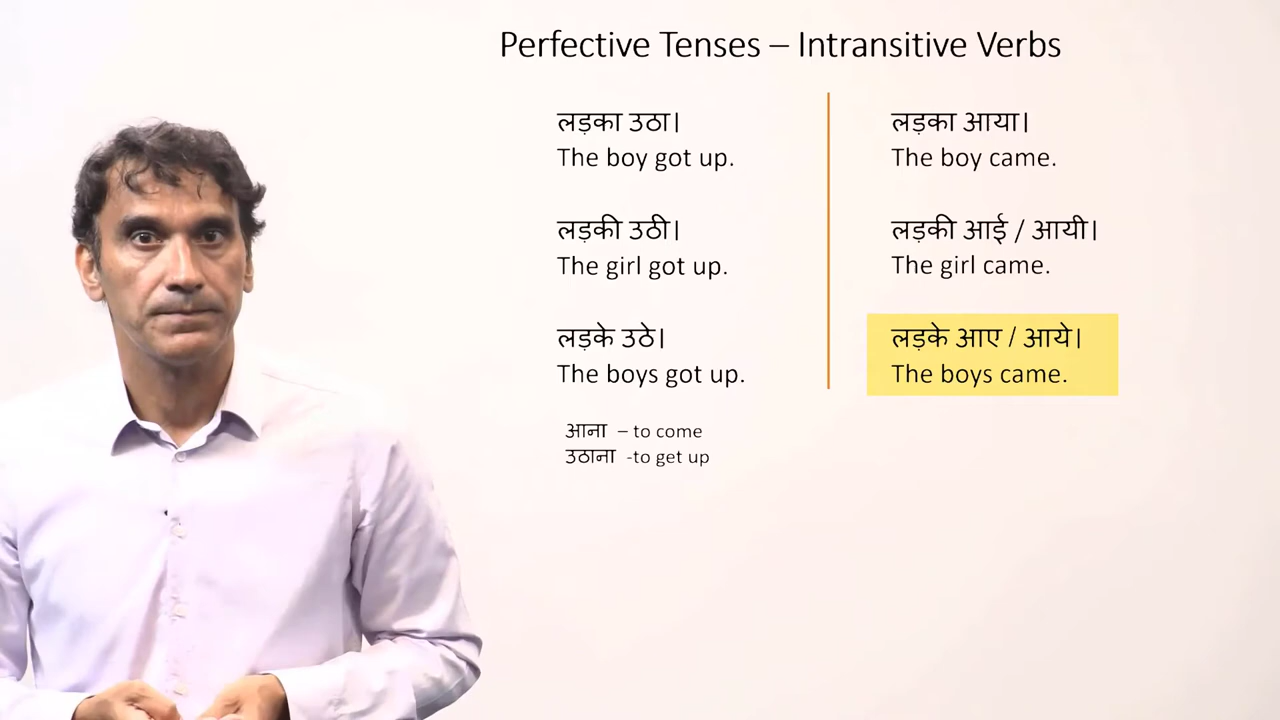 Perfective Tenses – Intransitive Verbs
लड़का उठा।
The boy got up.
लड़की उठी।
The girl got up.
लड़के उठे।
The boys got up.
आना – to come
उठाना -to get up
लड़का आया।
The boy came.
लड़की आई / आयी।
The girl came.
लड़के आए / आये।
The boys came.